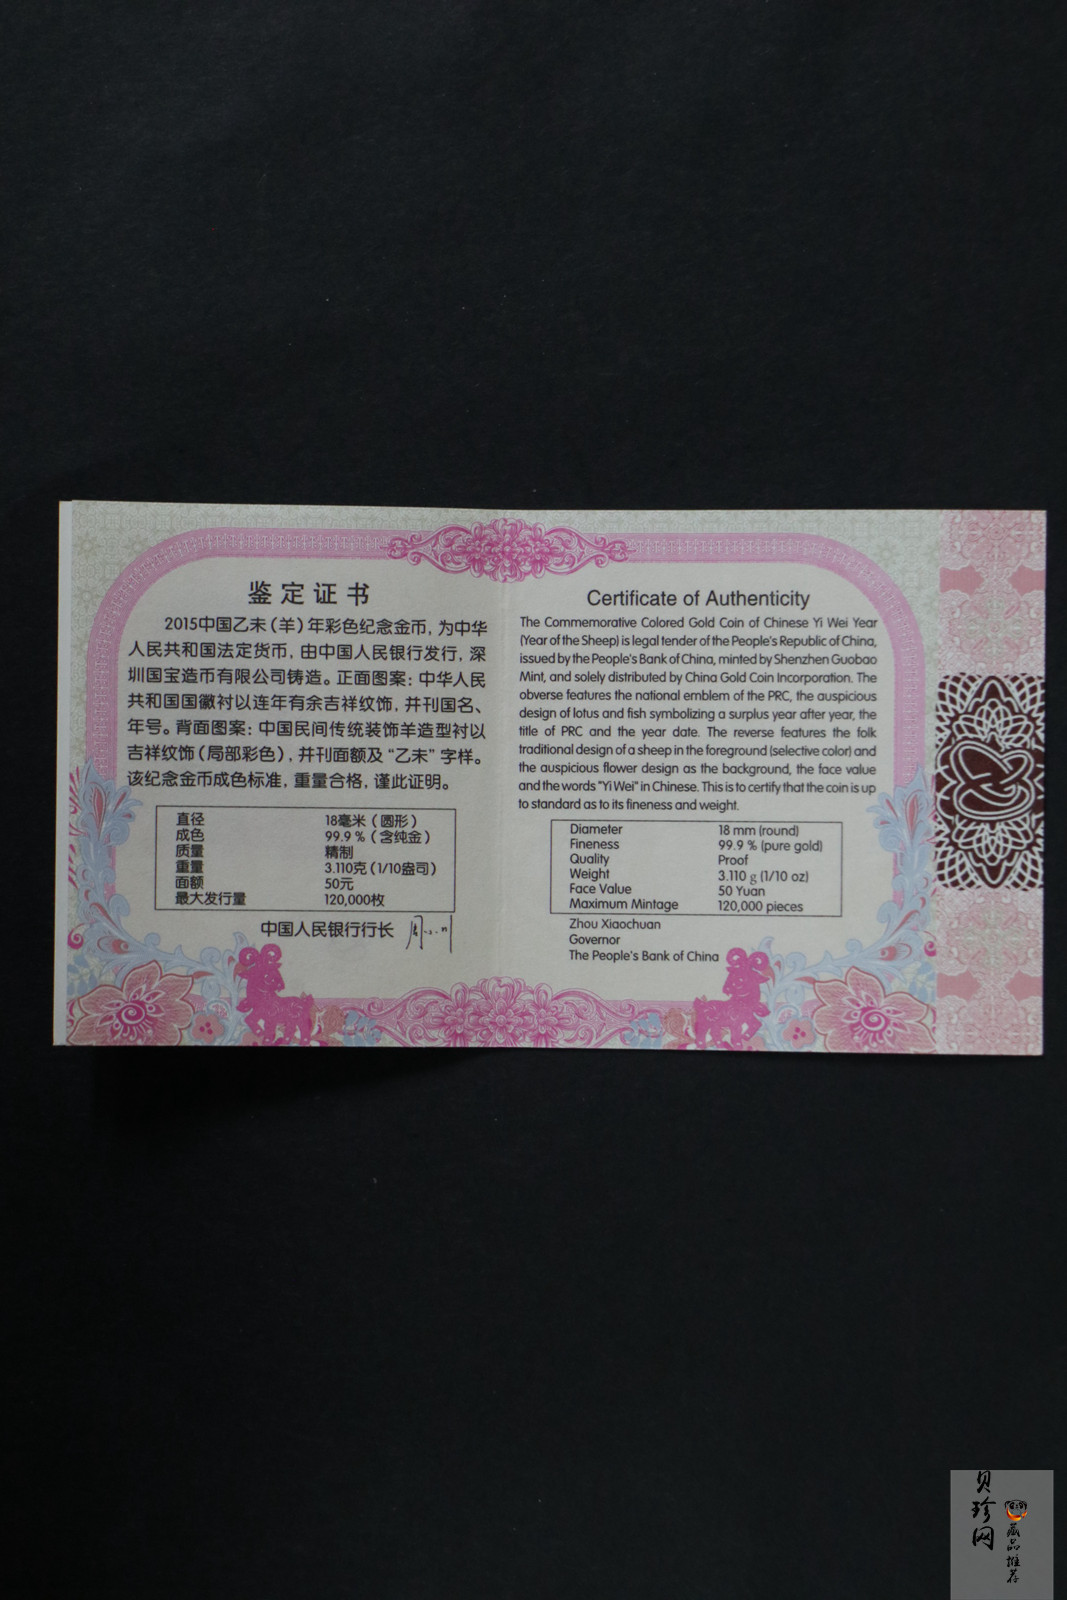 鉴定证书
2015中国乙未（羊）年彩色纪念金币，为中华
人民共和国法定货币，由中国人民银行发行，深
圳国宝造币有限公司铸造。正面图案：中华人民
共和国国徽衬以连年有余吉祥纹饰，并刊国名、
年号。背面图案：中国民间传统装饰羊造型衬以
吉祥纹饰（局部彩色），并刊面额及“乙未”字样。
该纪念金币成色标准，重量合格，谨此证明。
直径 18毫米（圆形）
成色 99.9 %（含纯金）
质量 精制
重量 3.110克（1/10盎司）
面额 50元
最大发行量 120,000枚
中国人民银行行长
Certificate of Authenticity
The Commemorative Colored Gold Coin of Chinese Yi Wei Year
(Year of the Sheep) is legal tender of the People's Republic of China,
issued by the People's Bank of China, minted by Shenzhen Guobao
Mint, and solely distributed by China Gold Coin Incorporation. The
obverse features the national emblem of the PRC, the auspicious
design of lotus and fish symbolizing a surplus year after year, the
title of PRC and the year date. The reverse features the folk
traditional design of a sheep in the foreground (selective color) and
the auspicious flower design as the background, the face value
and the words "Yi Wei" in Chinese. This is to certify that the coin is up
to standard as to its fineness and weight.
Diameter 18 mm (round)
Fineness 99.9 % (pure gold)
Quality Proof
Weight 3.110 g (1/10 oz)
Face Value 50 Yuan
Maximum Mintage 120,000 pieces
Zhou Xiaochuan
Governor
The People's Bank of China
贝珍网
藏品推荐